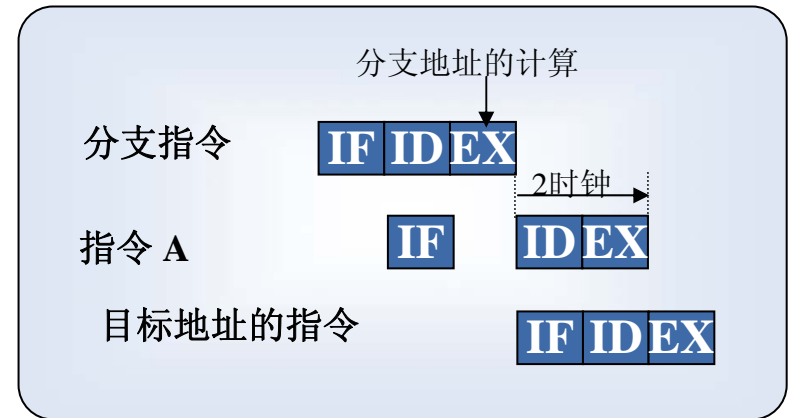 分支地址的计算
分支指令 IF ID EX
2时钟
指令 A IF ID EX
目标地址的指令 IF ID EX